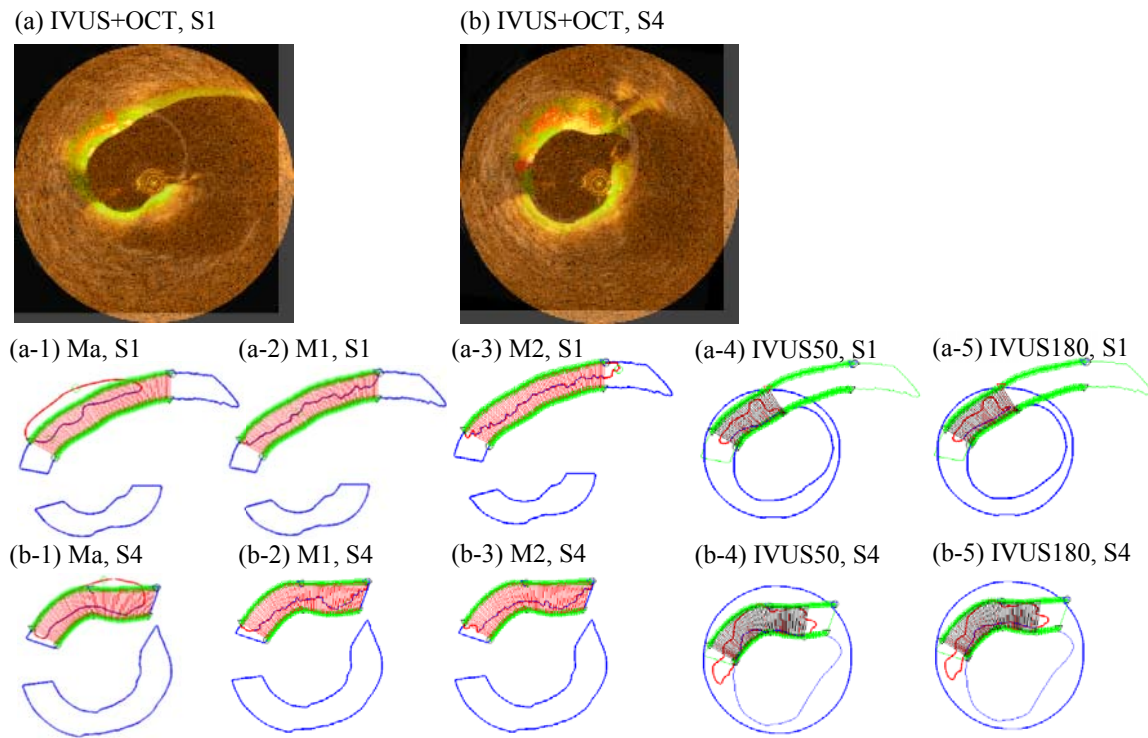 (a) IVUS+OCT, S1
(b) IVUS+OCT, S4
(a-1) Ma, S1
(a-2) M1, S1
(a-3) M2, S1
(a-4) IVUS50, S1
(a-5) IVUS180, S1
(b-1) Ma, S4
(b-2) M1, S4
(b-3) M2, S4
(b-4) IVUS50, S4
(b-5) IVUS180, S4